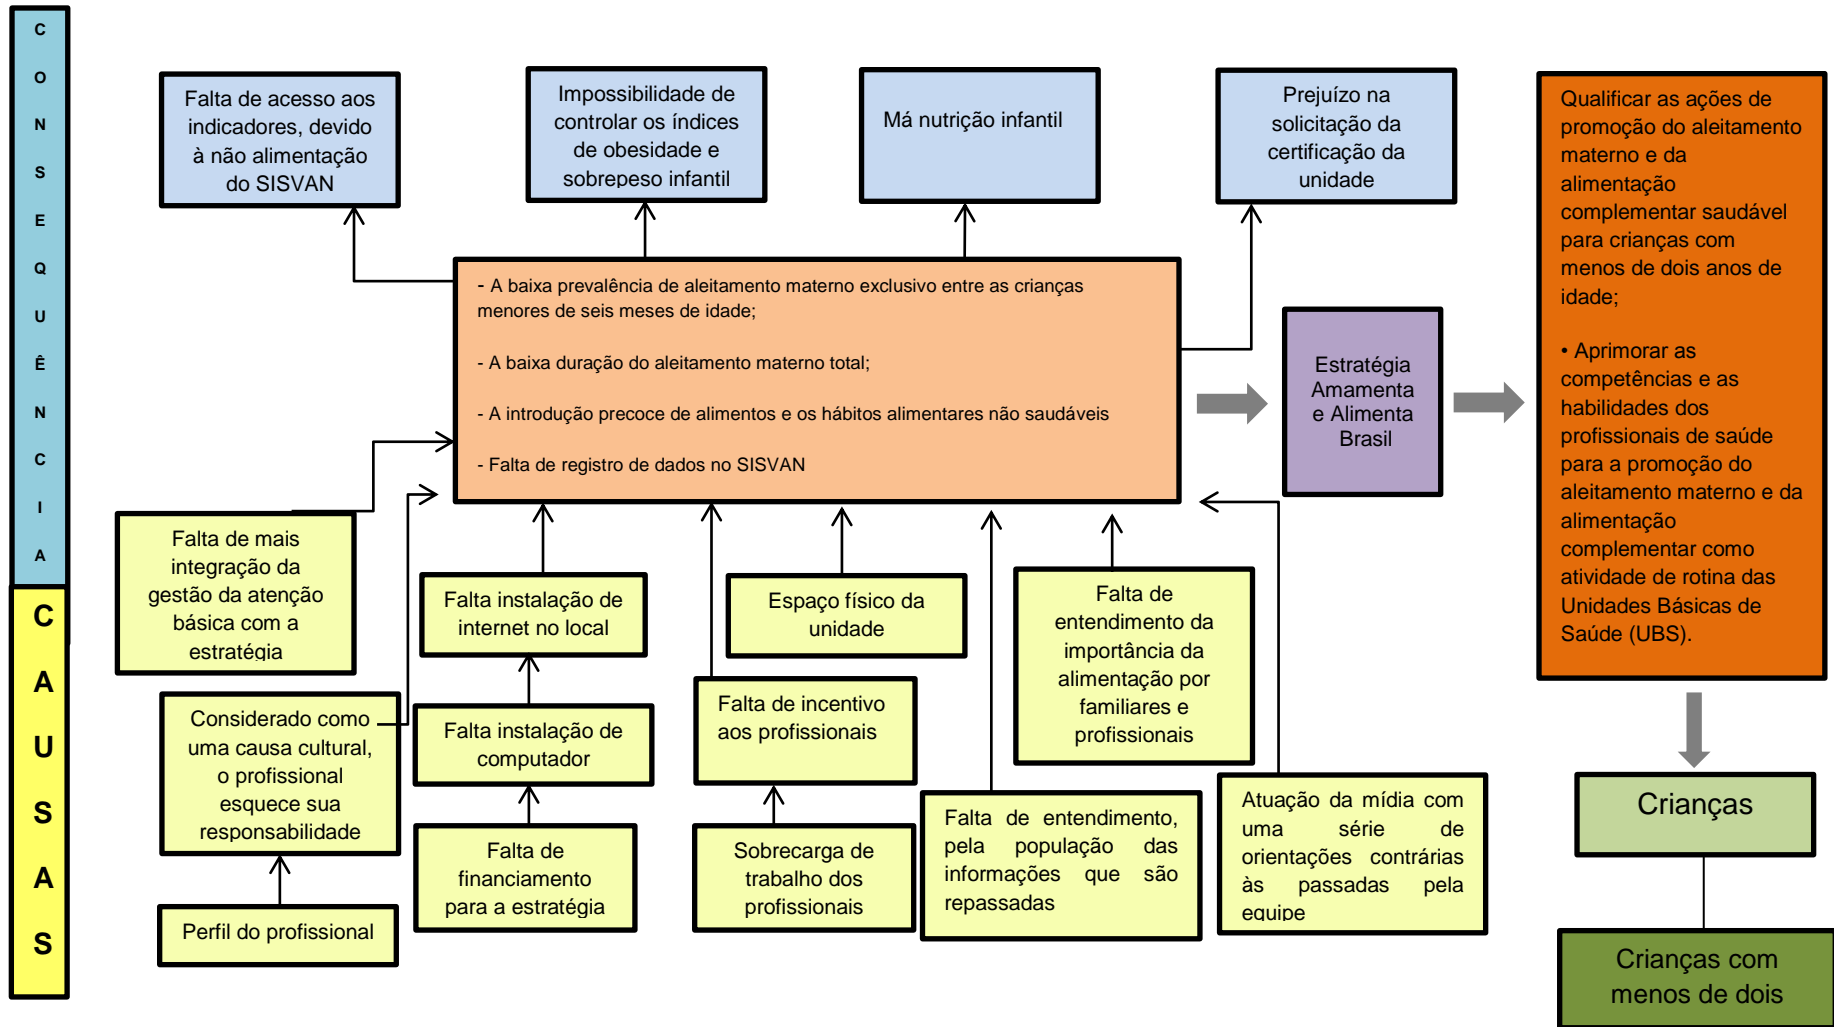 C
O
N
S
E
Q
U
Ê
N
C
I
A
C
A
U
S
A
S
Falta de acesso aos
indicadores, devido
à não alimentação
do SISVAN
Impossibilidade de
controlar os índices
de obesidade e
sobrepeso infantil
Má nutrição infantil
Prejuízo na
solicitação da
certificação da
unidade
- A baixa prevalência de aleitamento materno exclusivo entre as crianças
menores de seis meses de idade;
- A baixa duração do aleitamento materno total;
- A introdução precoce de alimentos e os hábitos alimentares não saudáveis
- Falta de registro de dados no SISVAN
Estratégia
Amamenta
e Alimenta
Brasil
Qualificar as ações de
promoção do aleitamento
materno e da
alimentação
complementar saudável
para crianças com
menos de dois anos de
idade;
• Aprimorar as
competências e as
habilidades dos
profissionais de saúde
para a promoção do
aleitamento materno e da
alimentação
complementar como
atividade de rotina das
Unidades Básicas de
Saúde (UBS).
Falta de mais
integração da
gestão da atenção
básica com a
estratégia
Falta instalação de
internet no local
Espaço físico da
unidade
Falta de
entendimento da
importância da
alimentação por
familiares e
profissionais
Considerado como
uma causa cultural,
o profissional
esquece sua
responsabilidade
Falta instalação de
computador
Falta de incentivo
aos profissionais
Falta de
financiamento
para a estratégia
Sobrecarga de
trabalho dos
profissionais
Falta de entendimento,
pela população das
informações que são
repassadas
Atuação da mídia com
uma série de
orientações contrárias
às passadas pela
equipe
Perfil do profissional
Crianças
Crianças com
menos de dois